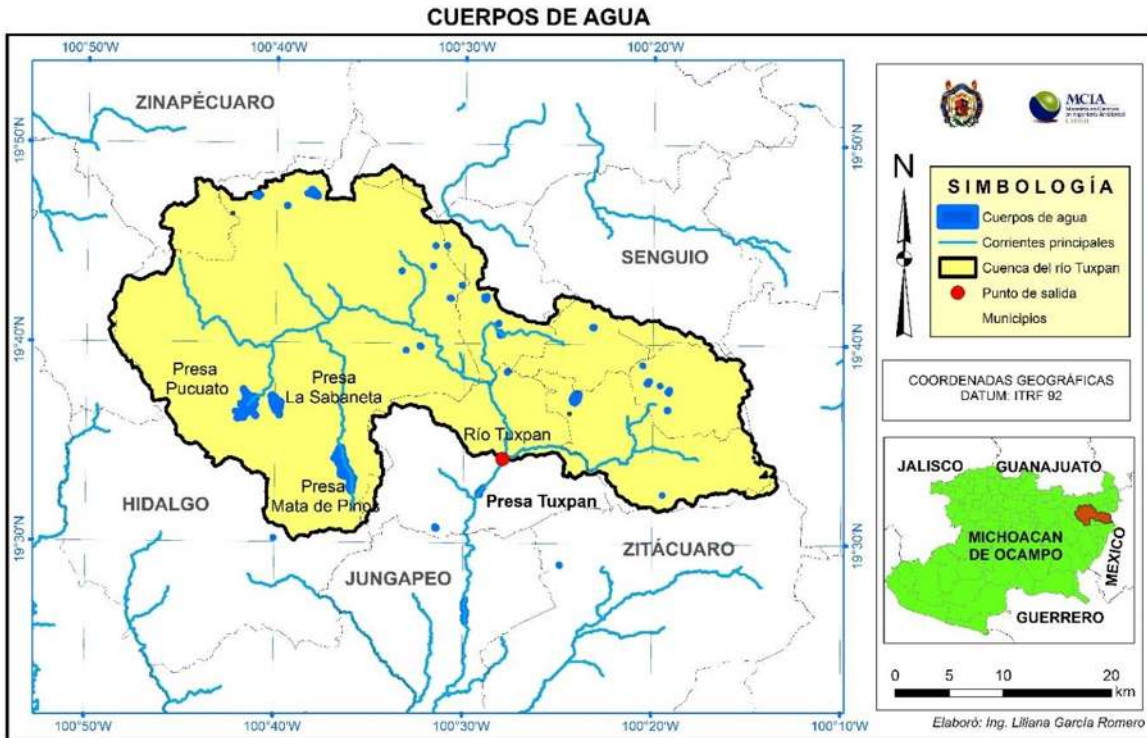 CUERPOS DE AGUA
100°50'W
100°40'W
100°30'W
100°20'W
ZINAPÉCUARO
19°50'N
19°50'N
SENGUIO
19°40'N
19°40'N
Presa
Pucuato
Presa
La Sabaneta
Río Tuxpan
Presa
Mata de Pinos
Presa Tuxpan
HIDALGO
19°30'N
19°30'N
ZITÁCUARO
JUNGAPEO
100°50'W
100°40'W
100°30'W
100°20'W
100°10'W
MCIA
N
SIMBOLOGÍA
Cuerpos de agua
Corrientes principales
Cuenca del río Tuxpan
Punto de salida
Municipios
COORDENADAS GEOGRÁFICAS
DATUM: ITRF 92
JALISCO
GUANAJUATO
MICHOACAN
DE OCAMPO
MEXICO
GUERRERO
0 5 10 20
km
Elaboró: Ing. Liliana García Romero